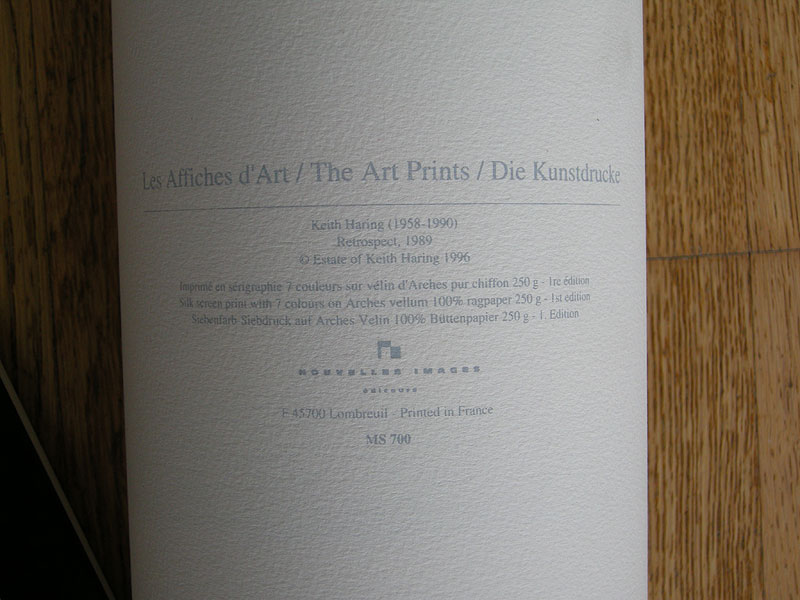 Les Affiches d'Art / The Art Prints / Die Kunstdrucke
Keith Haring (1958-1990)
Retrospect, 1989
© Estate of Keith Haring 1996
Imprimé en sérigraphie 7 couleurs sur vélin d'Arches pur chiffon 250 g - 1re édition
Silk screen print with 7 colours on Arches vellum 100% ragpaper 250 g - 1st edition
Siebenfarb-Siebdruck auf Arches Velin 100% Büttenpapier 250 g - 1. Edition
NOUVELLES IMAGES
éditeurs
F 45700 Lombreuil - Printed in France
MS 700